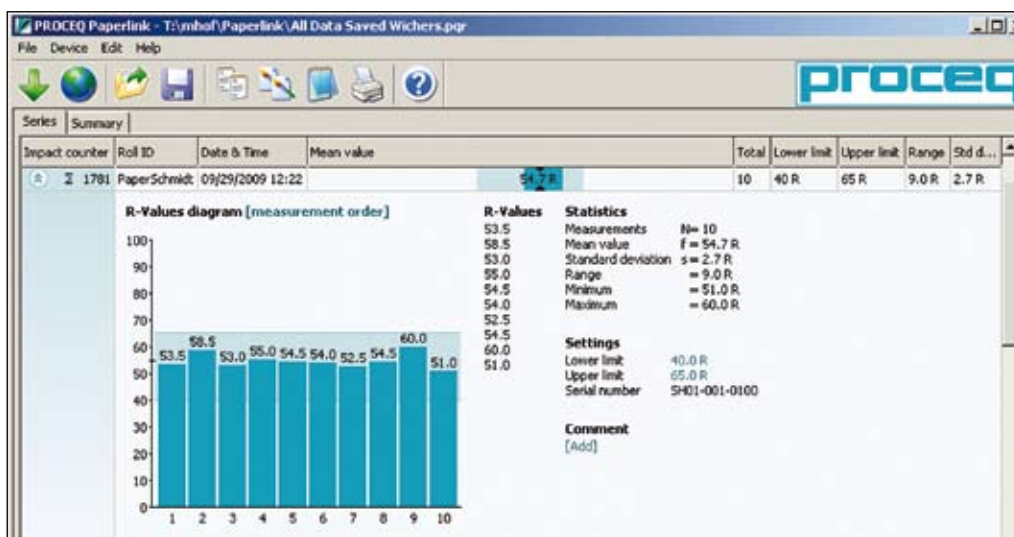 PROCEQ Paperlink - T:\mhof\Paperlink\All Data Saved Wichers.pqr
File Device Edit Help
proceq
Series Summary
Impact counter Roll ID Date & Time Mean value Total Lower limit Upper limit Range Std d...
Σ 1781 PaperSchmidt 09/29/2009 12:22 54.7 R 10 40 R 65 R 9.0 R 2.7 R
R-Values diagram [measurement order]
100
90
80
70
60
50
40
30
20
10
0
53.5 58.5 53.0 55.0 54.5 54.0 52.5 54.5 60.0 51.0
1 2 3 4 5 6 7 8 9 10
R-Values
53.5
58.5
53.0
55.0
54.5
54.0
52.5
54.5
60.0
51.0
Statistics
Measurements N= 10
Mean value f = 54.7 R
Standard deviation s = 2.7 R
Range = 9.0 R
Minimum = 51.0 R
Maximum = 60.0 R
Settings
Lower limit 40.0 R
Upper limit 65.0 R
Serial number SH01-001-0100
Comment
[Add]